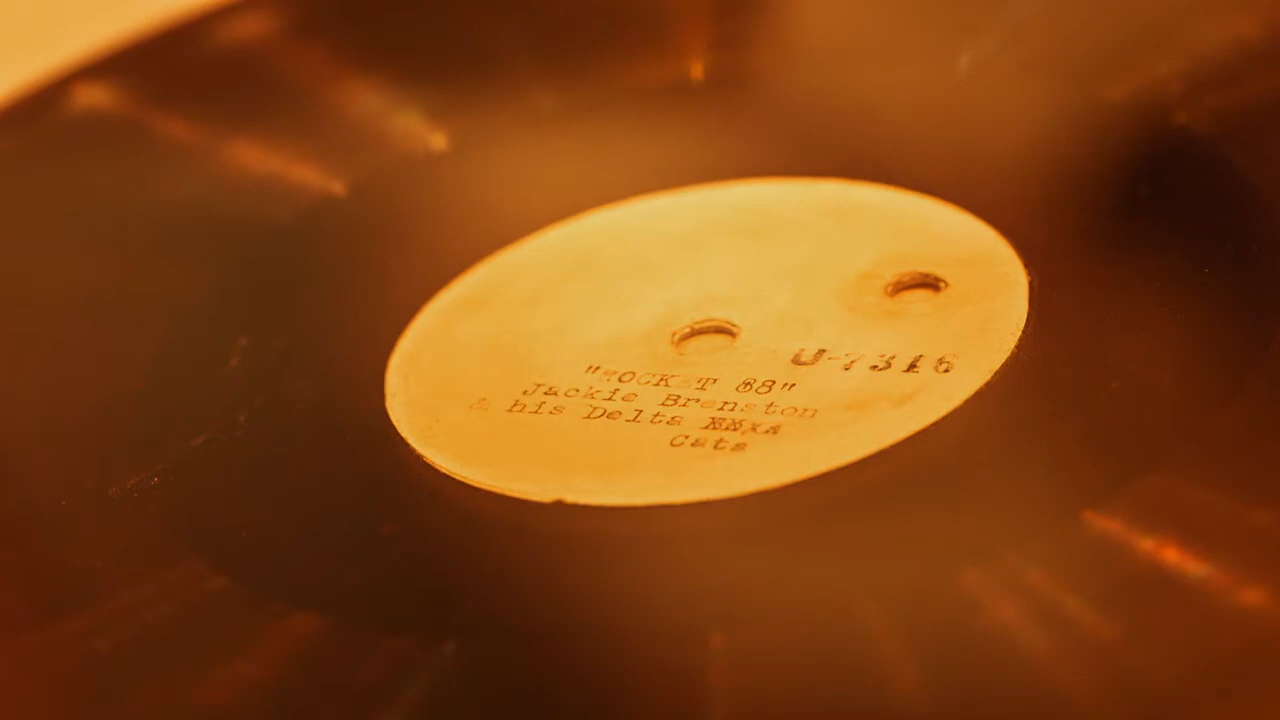 U-7316
"ROCKET 88"
Jackie Brenston
& his Delta
Cats